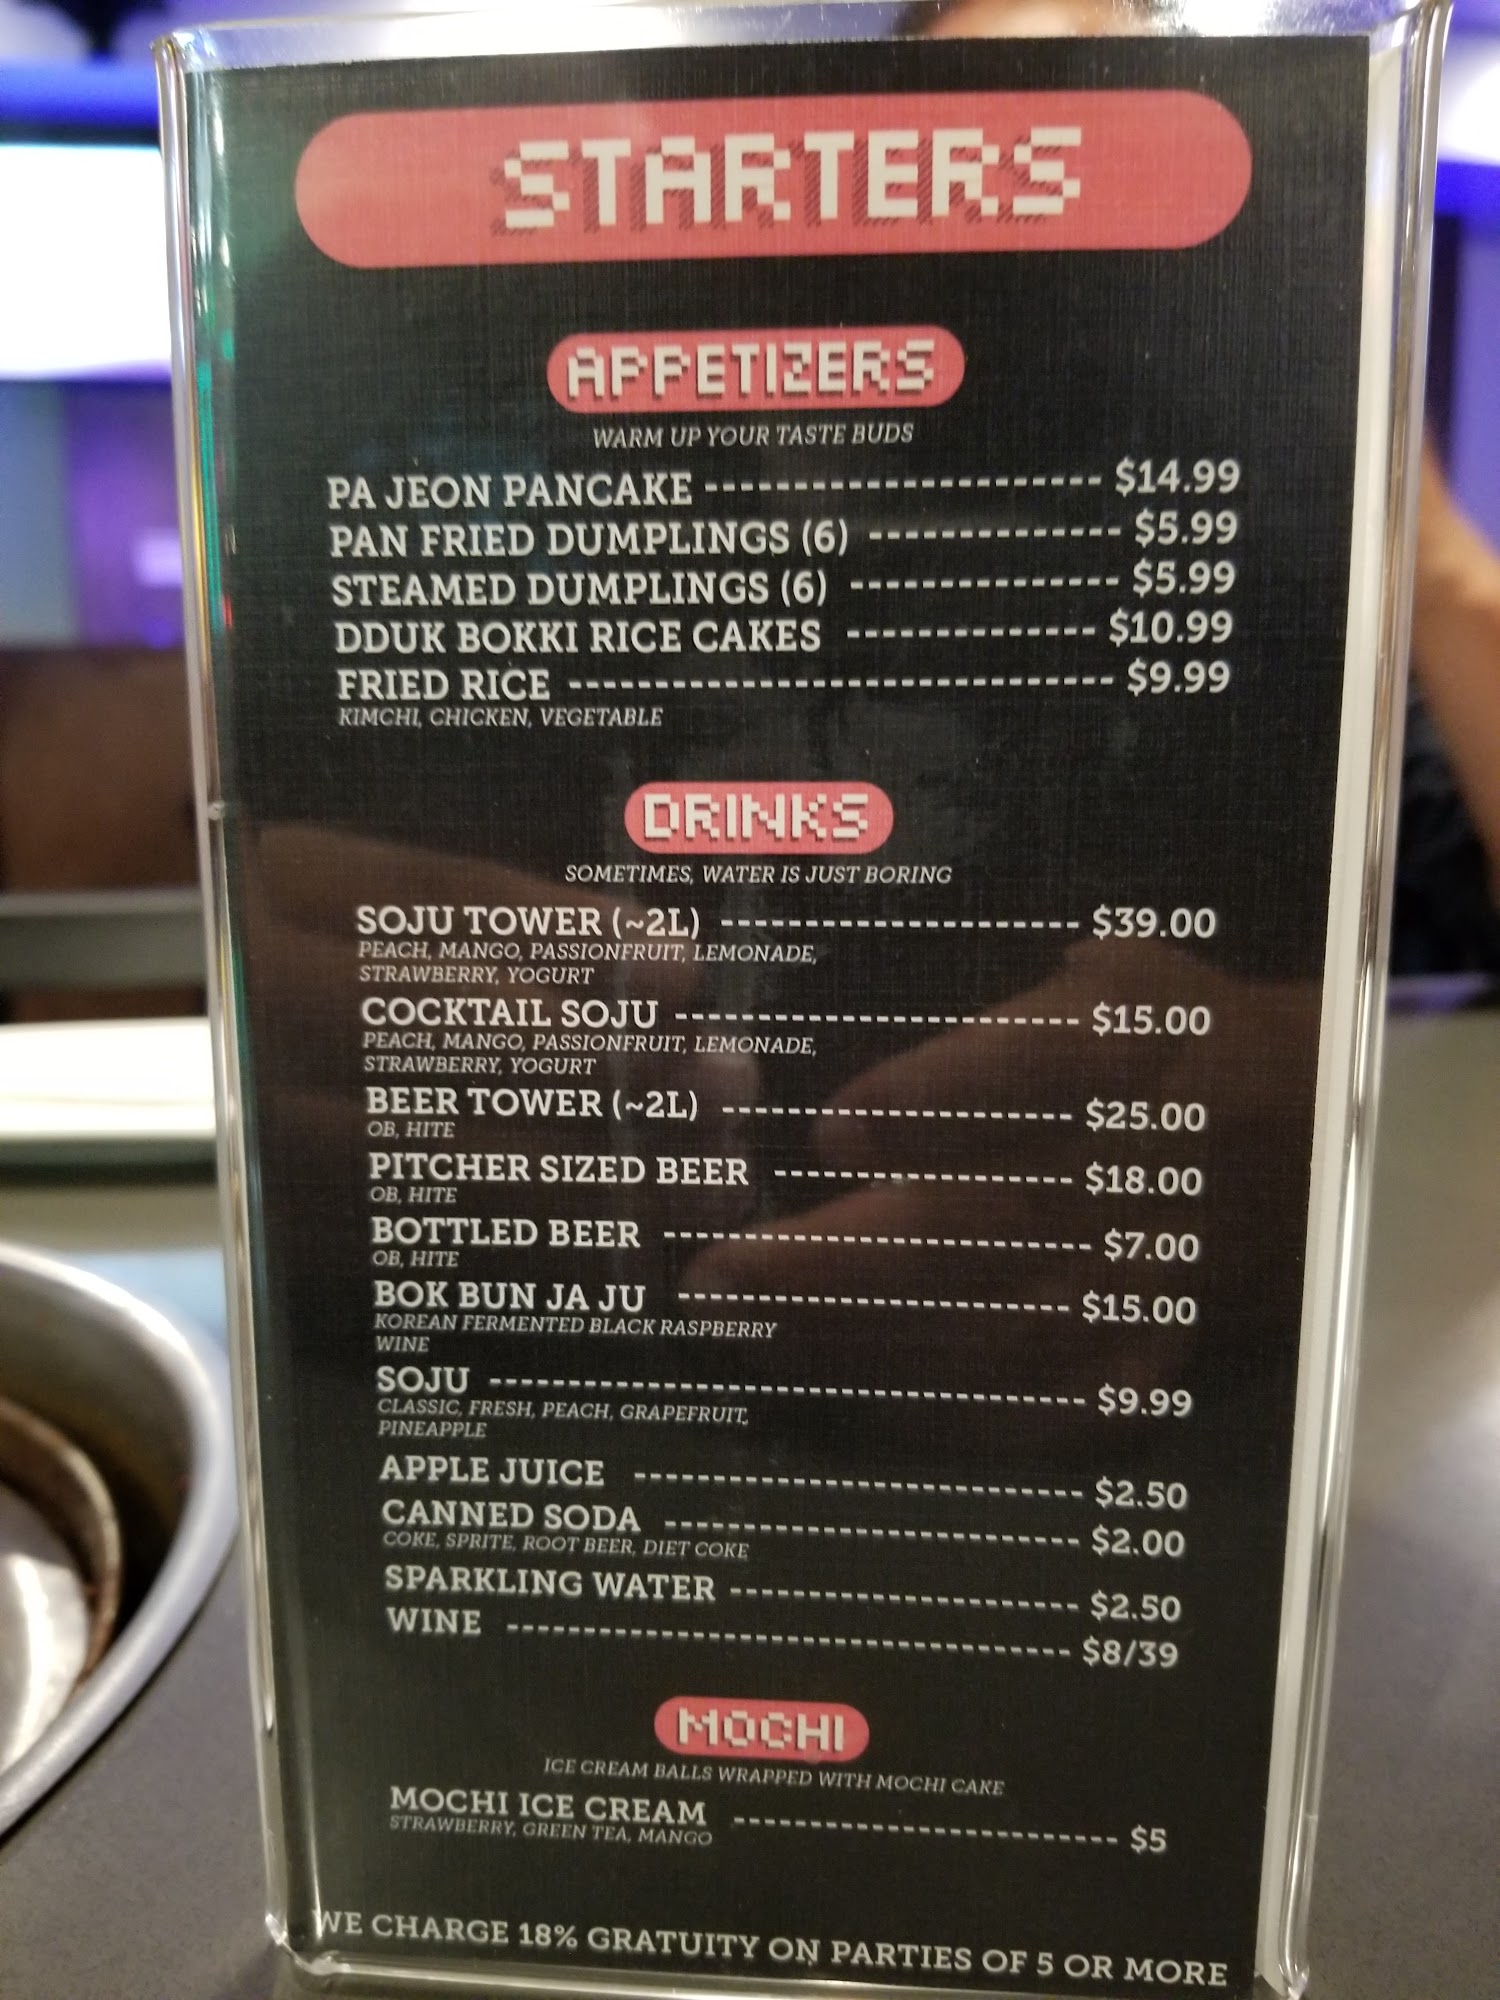 STARTERS
APPETIZERS
WARM UP YOUR TASTE BUDS
PA JEON PANCAKE ----------------------- $14.99
PAN FRIED DUMPLINGS (6) --------------- $5.99
STEAMED DUMPLINGS (6) ---------------- $5.99
DDUK BOKKI RICE CAKES --------------- $10.99
FRIED RICE -------------------------------- $9.99
KIMCHI, CHICKEN, VEGETABLE
DRINKS
SOMETIMES, WATER IS JUST BORING
SOJU TOWER (~2L) --------------------- $39.00
PEACH, MANGO, PASSIONFRUIT, LEMONADE,
STRAWBERRY, YOGURT
COCKTAIL SOJU ------------------------ $15.00
PEACH, MANGO, PASSIONFRUIT, LEMONADE,
STRAWBERRY, YOGURT
BEER TOWER (~2L) --------------------- $25.00
OB, HITE
PITCHER SIZED BEER ------------------ $18.00
OB, HITE
BOTTLED BEER ------------------------- $7.00
OB, HITE
BOK BUN JA JU ----------------------- $15.00
KOREAN FERMENTED BLACK RASPBERRY
WINE
SOJU ----------------------------------- $9.99
CLASSIC, FRESH, PEACH, GRAPEFRUIT,
PINEAPPLE
APPLE JUICE --------------------------- $2.50
CANNED SODA ------------------------- $2.00
COKE, SPRITE, ROOT BEER, DIET COKE
SPARKLING WATER --------------------- $2.50
WINE ---------------------------------- $8/39
MOCHI
ICE CREAM BALLS WRAPPED WITH MOCHI CAKE
MOCHI ICE CREAM ----------------------- $5
STRAWBERRY, GREEN TEA, MANGO
WE CHARGE 18% GRATUITY ON PARTIES OF 5 OR MORE